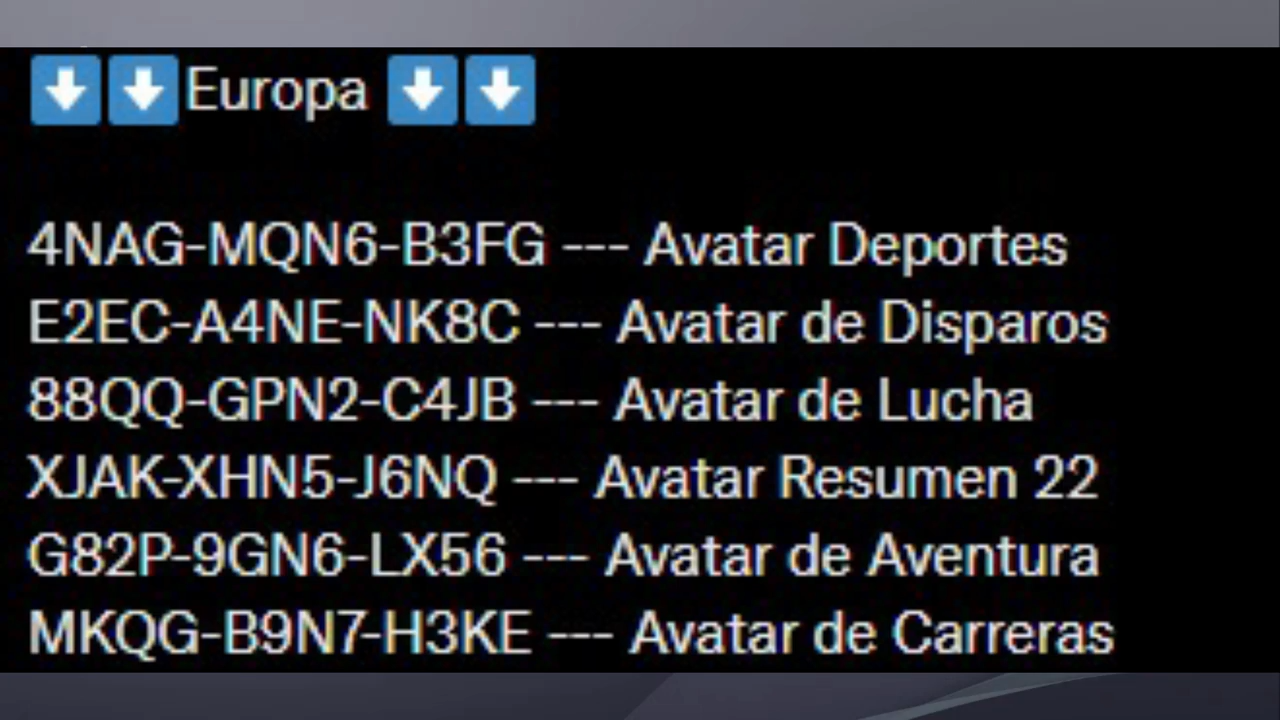 ⬇️⬇️Europa ⬇️⬇️
4NAG-MQN6-B3FG --- Avatar Deportes
E2EC-A4NE-NK8C --- Avatar de Disparos
88QQ-GPN2-C4JB --- Avatar de Lucha
XJAK-XHN5-J6NQ --- Avatar Resumen 22
G82P-9GN6-LX56 --- Avatar de Aventura
MKQG-B9N7-H3KE --- Avatar de Carreras